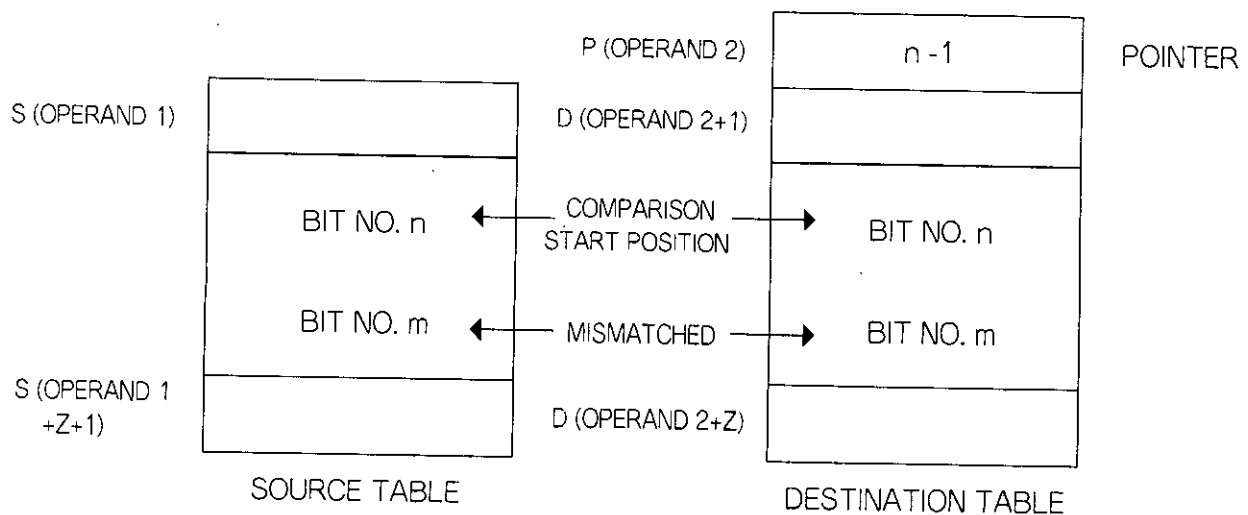 P (OPERAND 2)
n -1
POINTER
S (OPERAND 1)
D (OPERAND 2+1)
BIT NO. n
COMPARISON
START POSITION
BIT NO. n
BIT NO. m
MISMATCHED
BIT NO. m
S (OPERAND 1
+Z+1)
D (OPERAND 2+Z)
SOURCE TABLE
DESTINATION TABLE